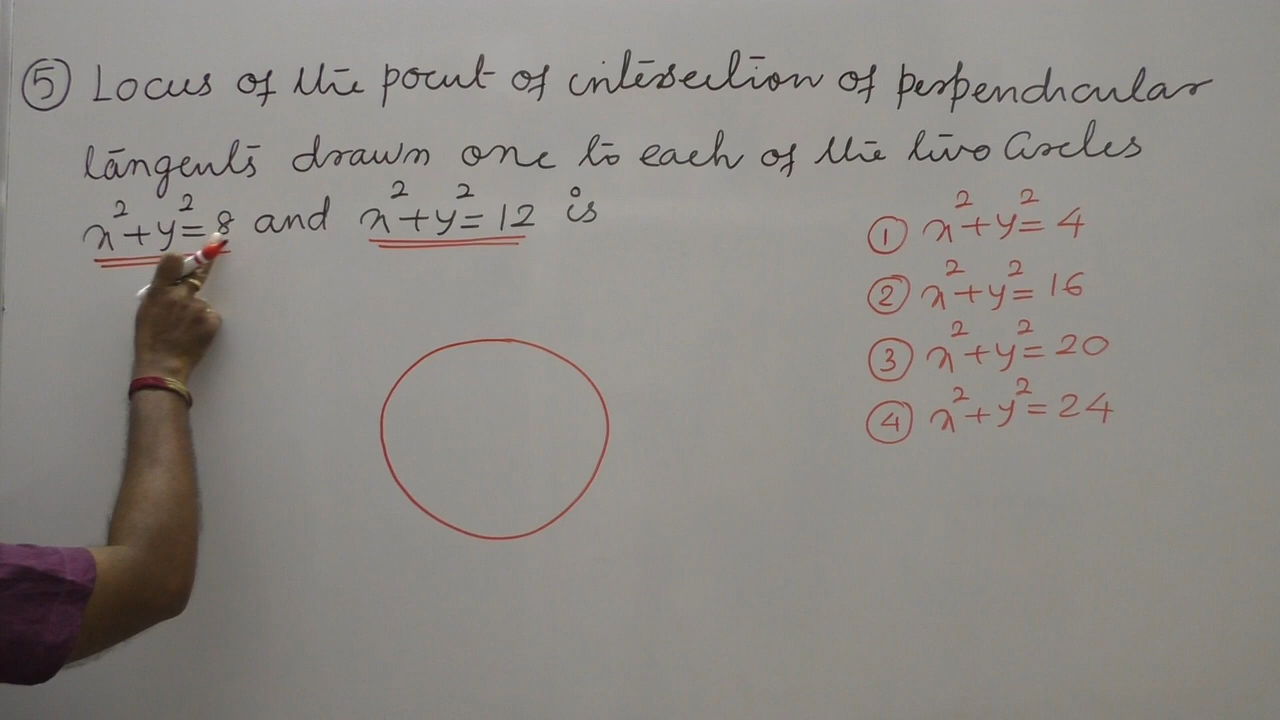 ⑤ Locus of the point of intersection of perpendicular
tangents drawn one to each of the two Circles
x²+y²=8 and x²+y²=12 is
① x²+y²=4
② x²+y²=16
③ x²+y²=20
④ x²+y²=24